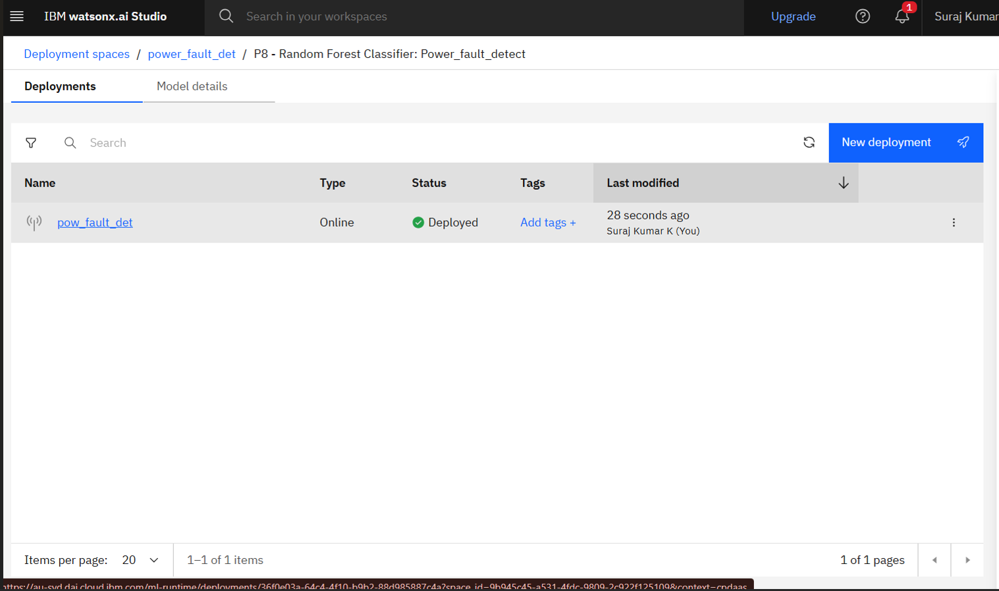 IBM watsonx.ai Studio
Search in your workspaces
Upgrade
1
Suraj Kumar
Deployment spaces / power_fault_det / P8 - Random Forest Classifier: Power_fault_detect
Deployments
Model details
Search
New deployment
Name Type Status Tags Last modified
pow_fault_det Online Deployed Add tags + 28 seconds ago
Suraj Kumar K (You)
Items per page: 20
1–1 of 1 items
1 of 1 pages
https://au-syd.dai.cloud.ibm.com/ml-runtime/deployments/36f0e03a-64c4-4f10-b9b2-88d985887c4a?space_id=9b945c45-a531-4fdc-9809-2c922f125109&context=cpdaas